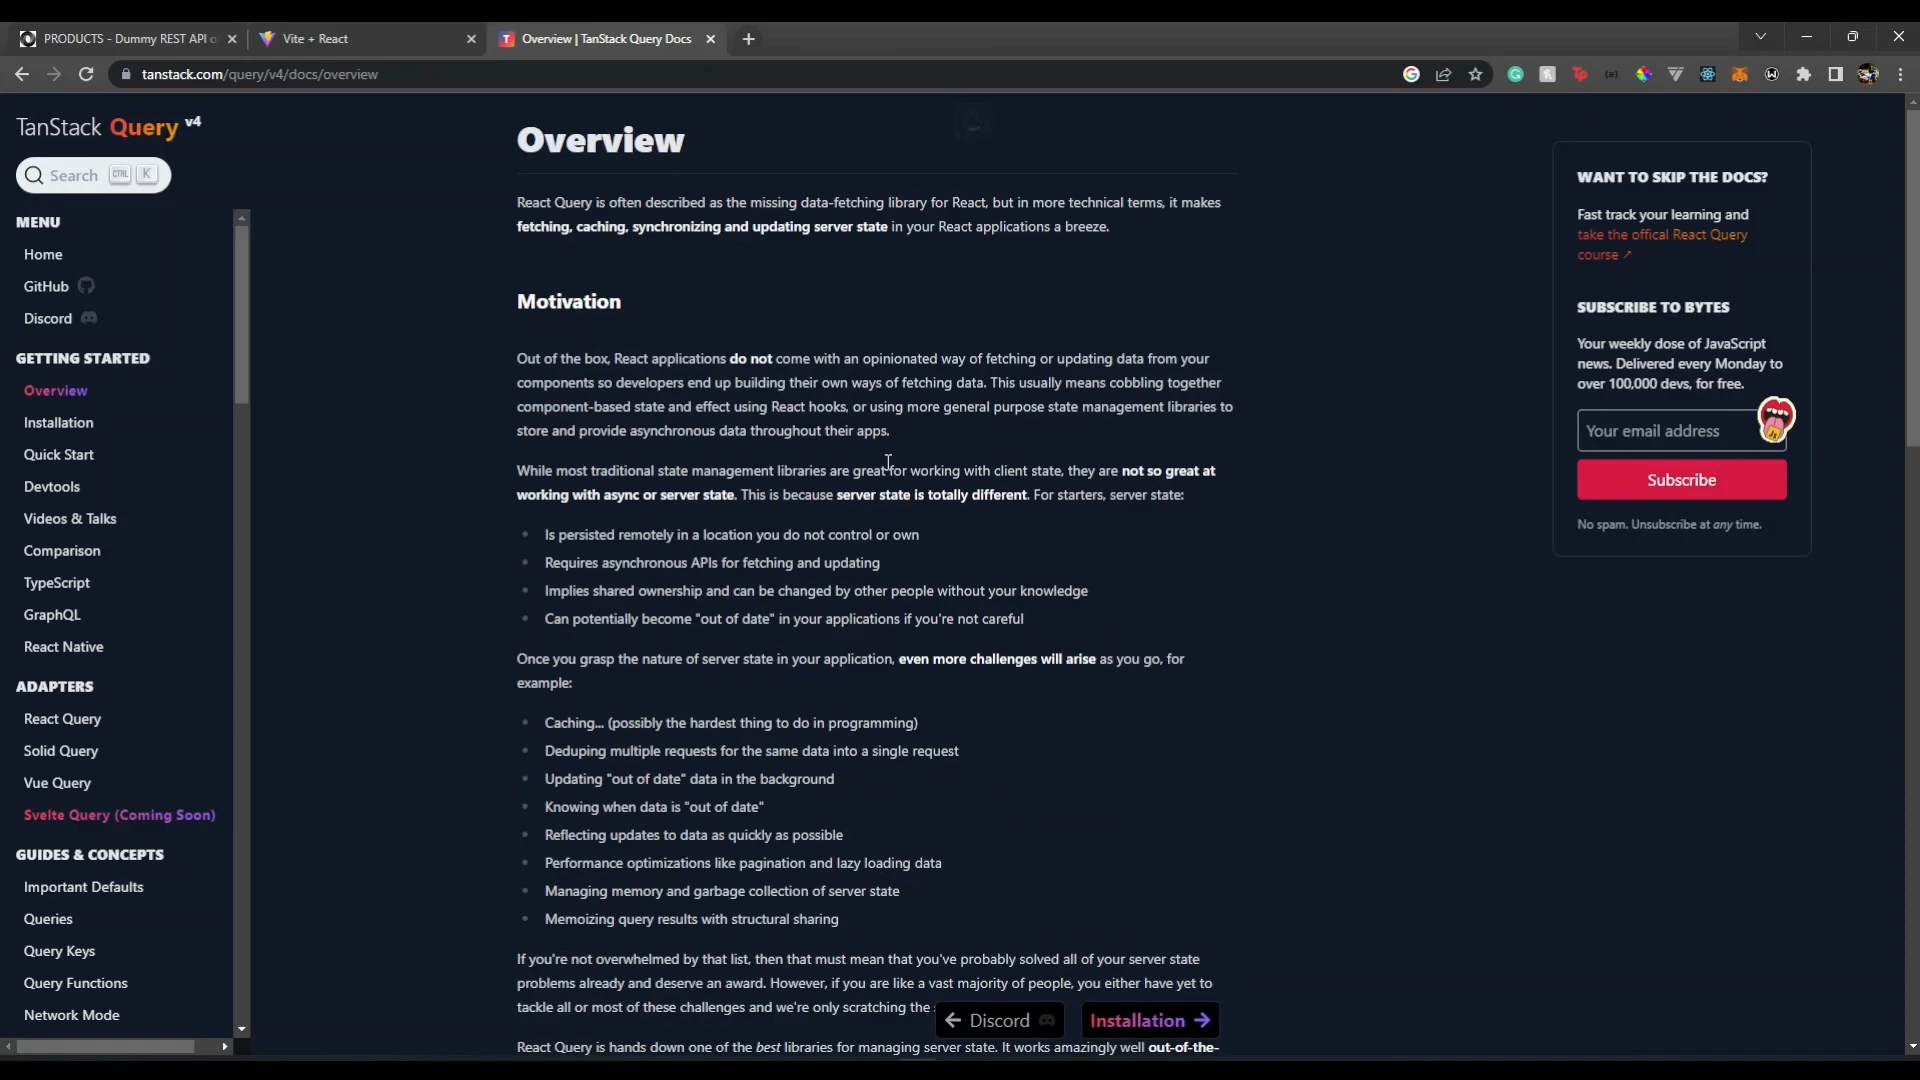 PRODUCTS - Dummy REST API o
Vite + React
Overview | TanStack Query Docs
tanstack.com/query/v4/docs/overview
TanStack Query v4
Search CTRL K
MENU
Home
GitHub
Discord
GETTING STARTED
Overview
Installation
Quick Start
Devtools
Videos & Talks
Comparison
TypeScript
GraphQL
React Native
ADAPTERS
React Query
Solid Query
Vue Query
Svelte Query (Coming Soon)
GUIDES & CONCEPTS
Important Defaults
Queries
Query Keys
Query Functions
Network Mode
Overview
React Query is often described as the missing data-fetching library for React, but in more technical terms, it makes
fetching, caching, synchronizing and updating server state in your React applications a breeze.
Motivation
Out of the box, React applications do not come with an opinionated way of fetching or updating data from your
components so developers end up building their own ways of fetching data. This usually means cobbling together
component-based state and effect using React hooks, or using more general purpose state management libraries to
store and provide asynchronous data throughout their apps.
While most traditional state management libraries are great for working with client state, they are not so great at
working with async or server state. This is because server state is totally different. For starters, server state:
Is persisted remotely in a location you do not control or own
Requires asynchronous APIs for fetching and updating
Implies shared ownership and can be changed by other people without your knowledge
Can potentially become "out of date" in your applications if you're not careful
Once you grasp the nature of server state in your application, even more challenges will arise as you go, for
example:
Caching... (possibly the hardest thing to do in programming)
Deduping multiple requests for the same data into a single request
Updating "out of date" data in the background
Knowing when data is "out of date"
Reflecting updates to data as quickly as possible
Performance optimizations like pagination and lazy loading data
Managing memory and garbage collection of server state
Memoizing query results with structural sharing
If you're not overwhelmed by that list, then that must mean that you've probably solved all of your server state
problems already and deserve an award. However, if you are like a vast majority of people, you either have yet to
tackle all or most of these challenges and we're only scratching the
← Discord
Installation →
React Query is hands down one of the best libraries for managing server state. It works amazingly well out-of-the-
WANT TO SKIP THE DOCS?
Fast track your learning and
take the offical React Query
course ↗
SUBSCRIBE TO BYTES
Your weekly dose of JavaScript
news. Delivered every Monday to
over 100,000 devs, for free.
Your email address
Subscribe
No spam. Unsubscribe at any time.